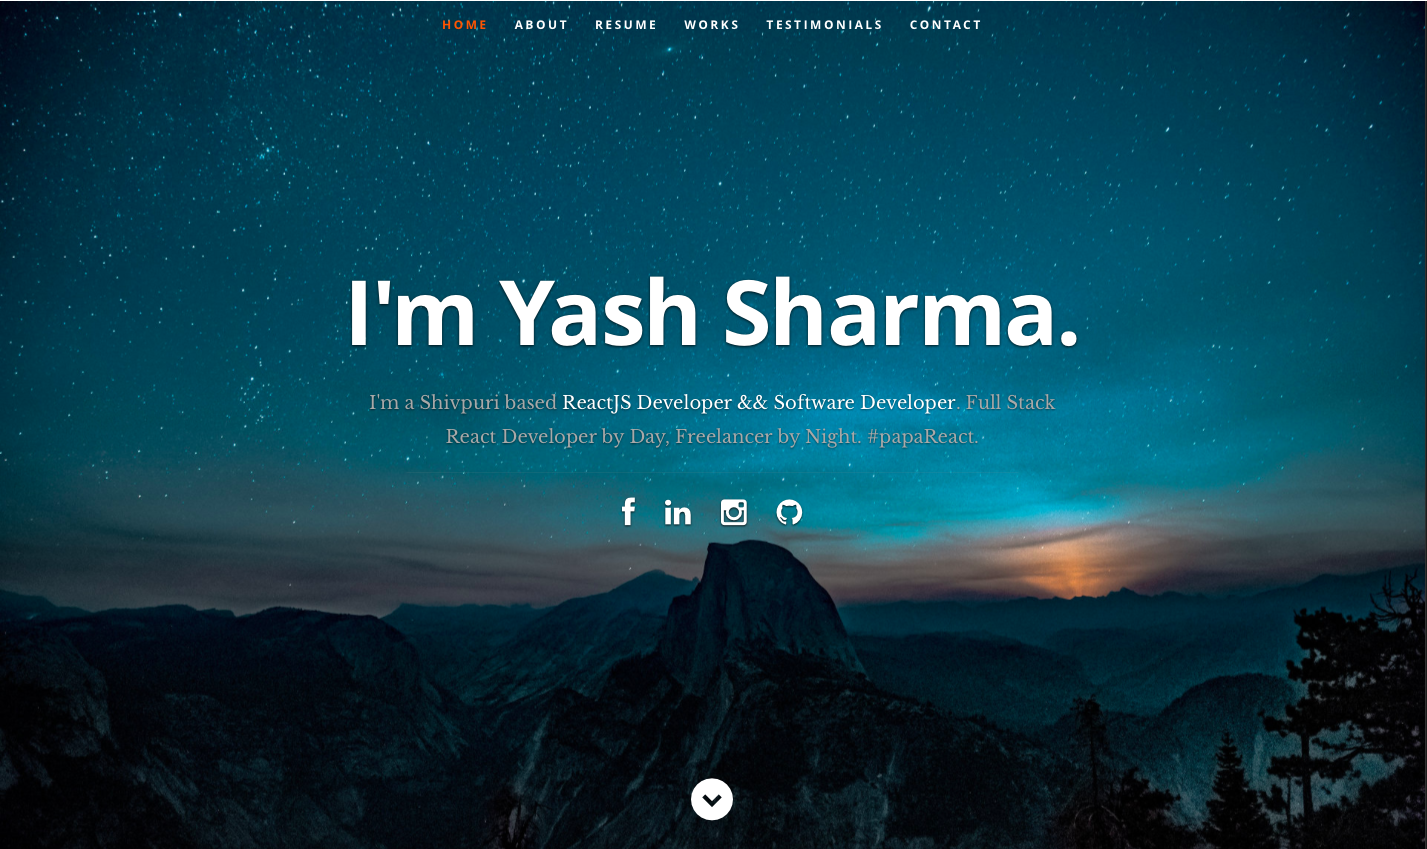 HOME ABOUT RESUME WORKS TESTIMONIALS CONTACT
I'm Yash Sharma.
I'm a Shivpuri based ReactJS Developer && Software Developer. Full Stack
React Developer by Day, Freelancer by Night. #papaReact.